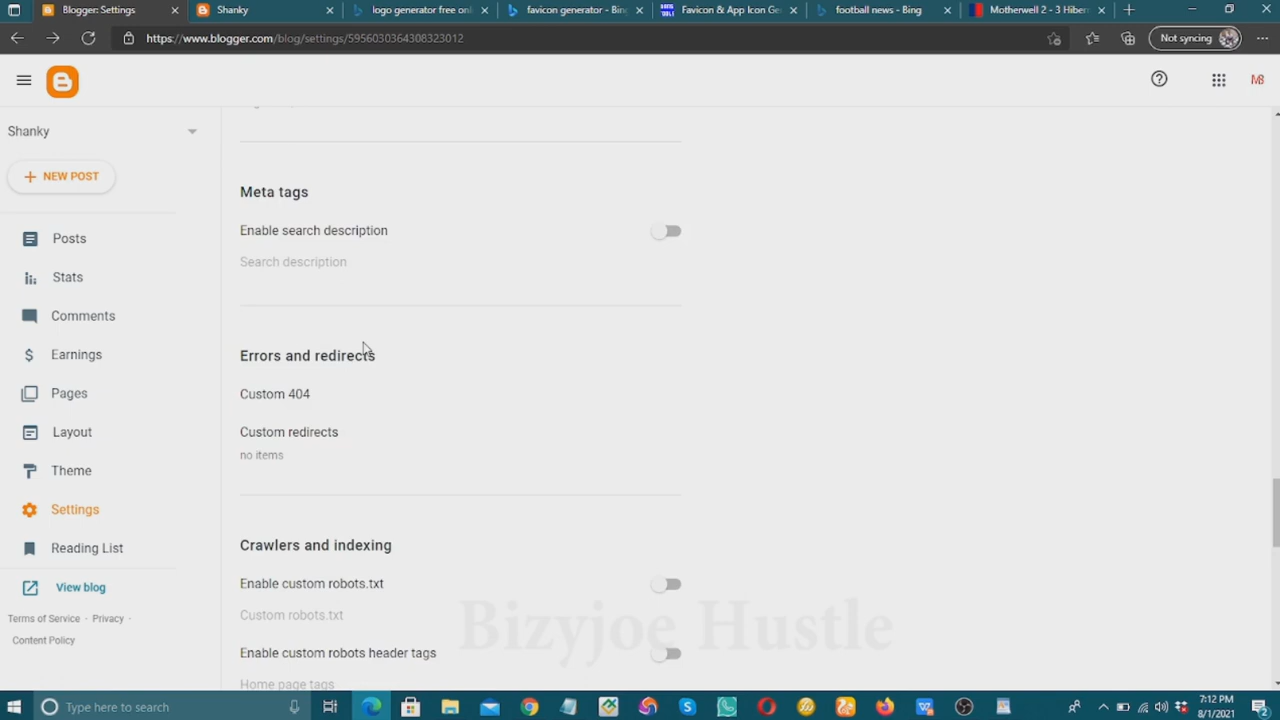 Blogger: Settings
Shanky
logo generator free onli
favicon generator - Bing
Favicon & App Icon Ge
football news - Bing
Motherwell 2 - 3 Hiber
https://www.blogger.com/blog/settings/5956030364308323012
Not syncing
MB
Shanky
NEW POST
Posts
Stats
Comments
Earnings
Pages
Layout
Theme
Settings
Reading List
View blog
Terms of Service · Privacy ·
Content Policy
Meta tags
Enable search description
Search description
Errors and redirects
Custom 404
Custom redirects
no items
Crawlers and indexing
Enable custom robots.txt
Custom robots.txt
Enable custom robots header tags
Home page tags
Bizyjoe Hustle
Type here to search
7:12 PM
8/1/2021
2